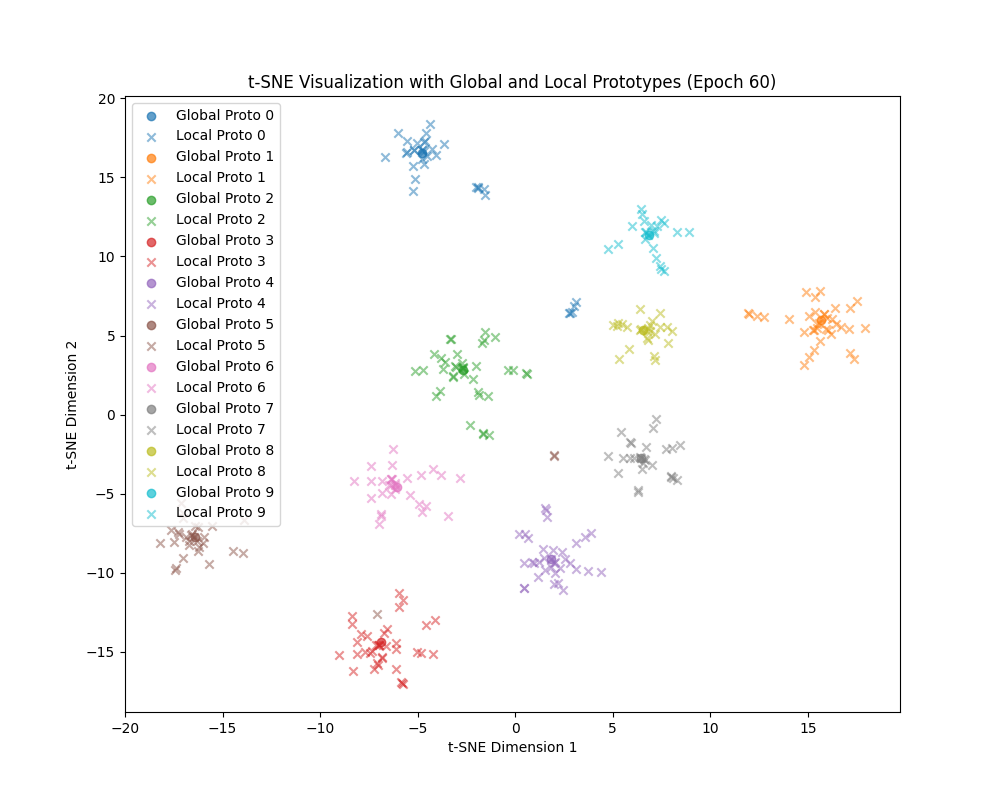 t-SNE Visualization with Global and Local Prototypes (Epoch 60)
20
15
10
5
0
−5
−10
−15
t-SNE Dimension 2
Global Proto 0
Local Proto 0
Global Proto 1
Local Proto 1
Global Proto 2
Local Proto 2
Global Proto 3
Local Proto 3
Global Proto 4
Local Proto 4
Global Proto 5
Local Proto 5
Global Proto 6
Local Proto 6
Global Proto 7
Local Proto 7
Global Proto 8
Local Proto 8
Global Proto 9
Local Proto 9
−20 −15 −10 −5 0 5 10 15
t-SNE Dimension 1